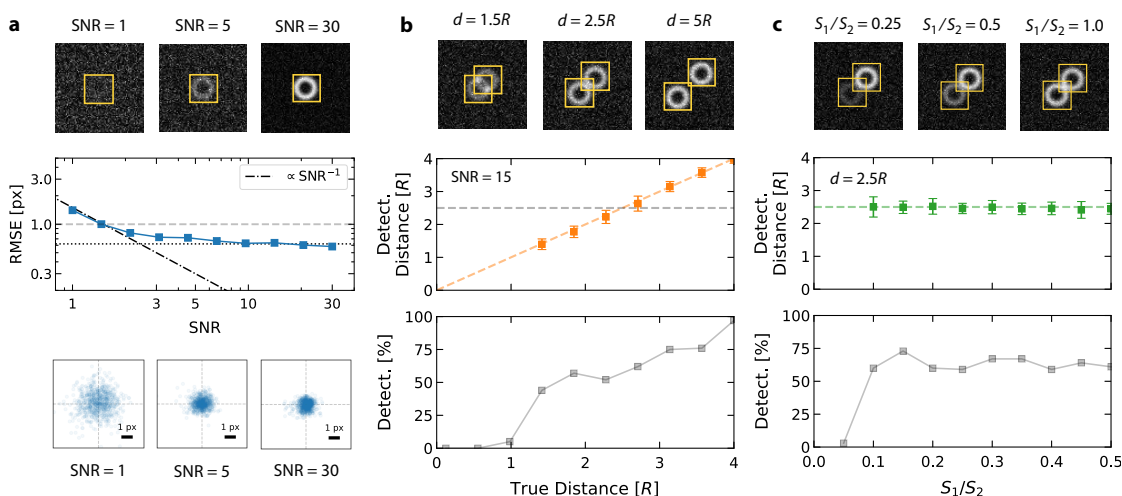 a
SNR = 1
SNR = 5
SNR = 30
RMSE [px]
3.0
1.0
0.3
∝ SNR⁻¹
1
3
5
10
30
SNR
1 px
1 px
1 px
SNR = 1
SNR = 5
SNR = 30
b
d = 1.5R
d = 2.5R
d = 5R
Detect.
Distance [R]
4
3
2
1
0
SNR = 15
Detect. [%]
100
75
50
25
0
0
1
2
3
4
True Distance [R]
c
S₁/S₂ = 0.25
S₁/S₂ = 0.5
S₁/S₂ = 1.0
Detect.
Distance [R]
4
3
2
1
0
d = 2.5R
Detect. [%]
100
75
50
25
0
0.0
0.1
0.2
0.3
0.4
0.5
S₁/S₂